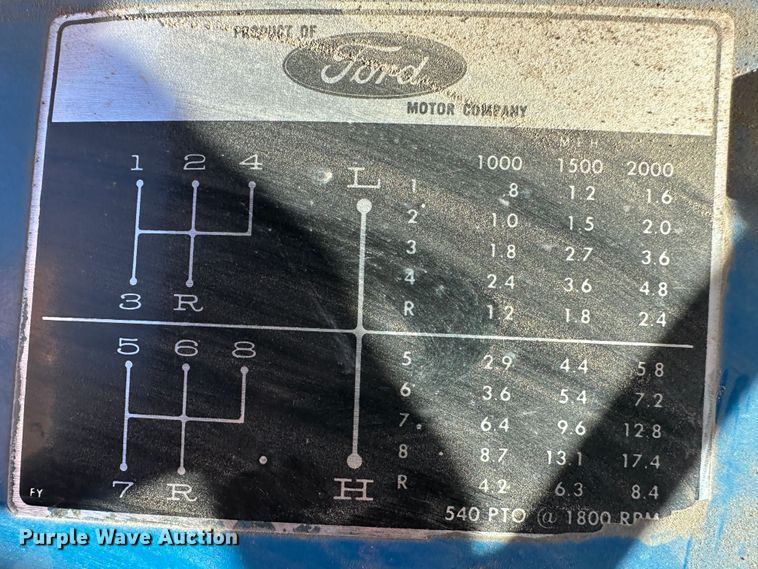 PRODUCT OF
Ford
MOTOR COMPANY
MPH
1000 1500 2000
1 2 4 L
1 .8 1.2 1.6
2 1.0 1.5 2.0
3 1.8 2.7 3.6
4 2.4 3.6 4.8
3 R
R 1.2 1.8 2.4
5 6 8
5 2.9 4.4 5.8
6 3.6 5.4 7.2
7 6.4 9.6 12.8
8 8.7 13.1 17.4
7 R H
R 4.2 6.3 8.4
FY
540 PTO @ 1800 RPM
Purple Wave Auction